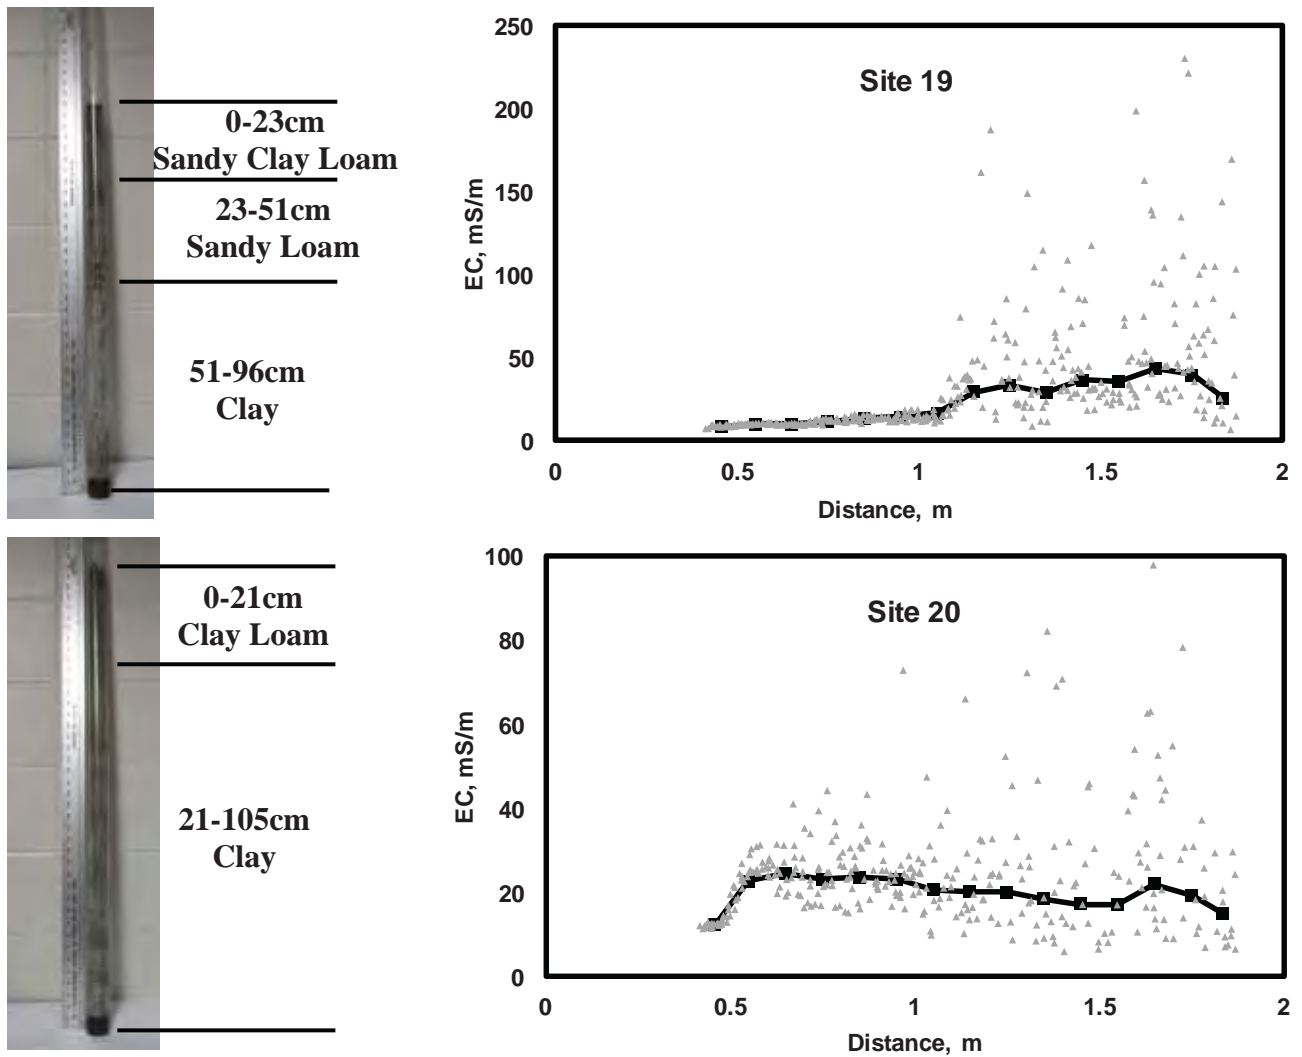 0-23cm
Sandy Clay Loam
23-51cm
Sandy Loam
51-96cm
Clay
250
200
150
100
50
0
EC, mS/m
Site 19
0
0.5
1
1.5
2
Distance, m
0-21cm
Clay Loam
21-105cm
Clay
100
80
60
40
20
0
EC, mS/m
Site 20
0
0.5
1
1.5
2
Distance, m